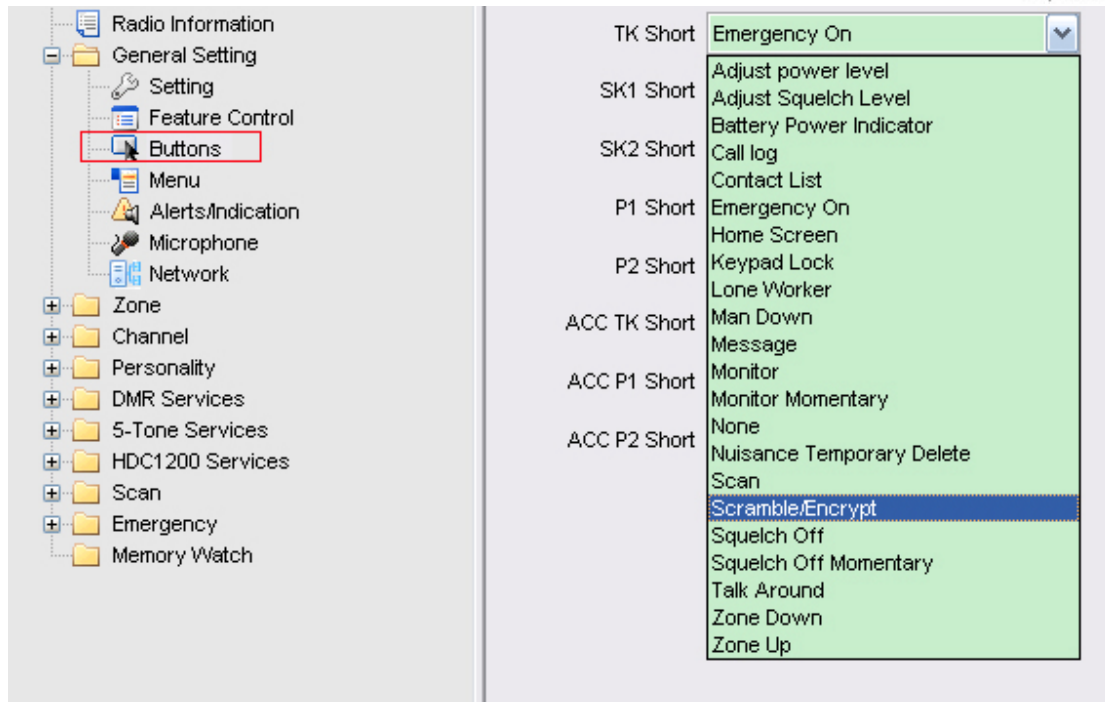 Radio Information
General Setting
Setting
Feature Control
Buttons
Menu
Alerts/Indication
Microphone
Network
Zone
Channel
Personality
DMR Services
5-Tone Services
HDC1200 Services
Scan
Emergency
Memory Watch
TK Short
Emergency On
SK1 Short
SK2 Short
P1 Short
P2 Short
ACC TK Short
ACC P1 Short
ACC P2 Short
Adjust power level
Adjust Squelch Level
Battery Power Indicator
Call log
Contact List
Emergency On
Home Screen
Keypad Lock
Lone Worker
Man Down
Message
Monitor
Monitor Momentary
None
Nuisance Temporary Delete
Scan
Scramble/Encrypt
Squelch Off
Squelch Off Momentary
Talk Around
Zone Down
Zone Up